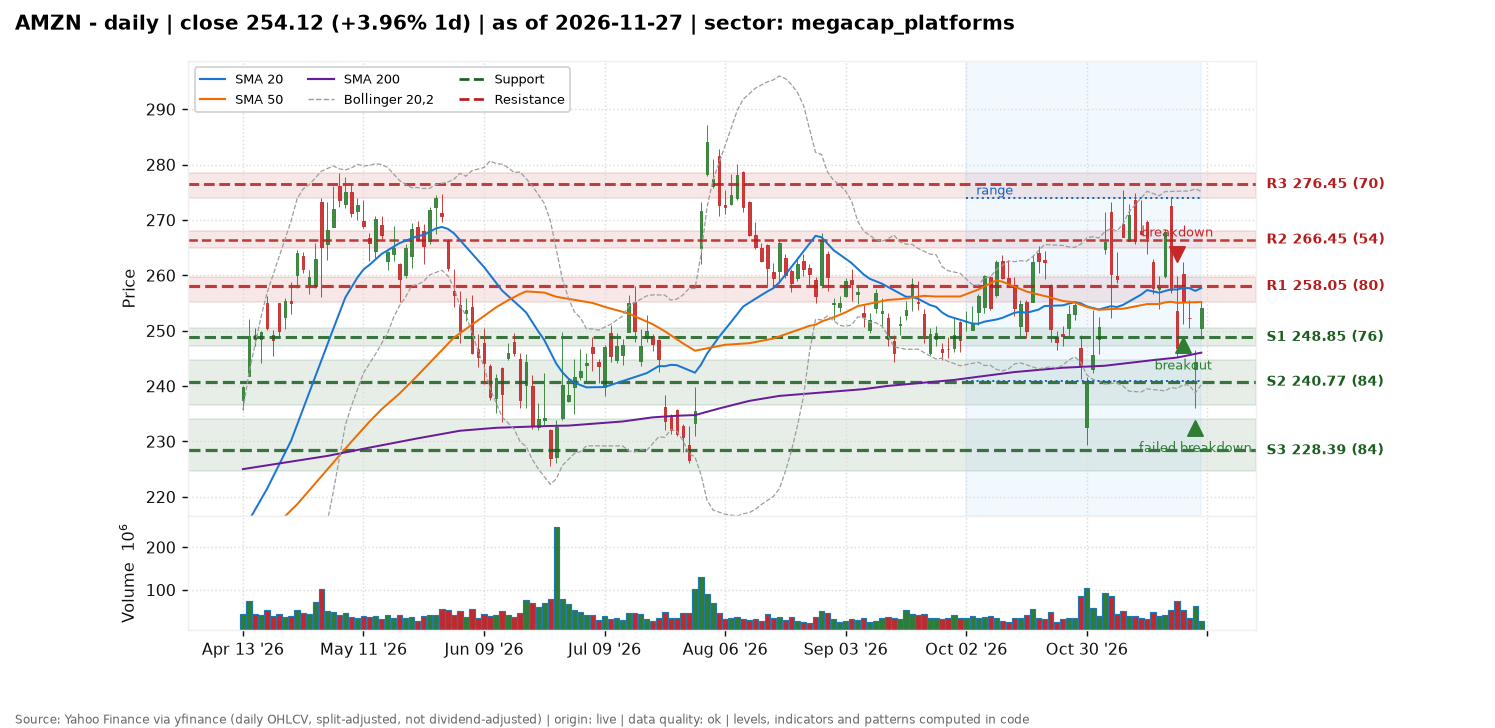 AMZN - daily | close 254.12 (+3.96% 1d) | as of 2026-11-27 | sector: megacap_platforms
SMA 20
SMA 50
SMA 200
Bollinger 20,2
Support
Resistance
Price
290
280
270
260
250
240
230
220
range
breakdown
breakout
failed breakdown
R3 276.45 (70)
R2 266.45 (54)
R1 258.05 (80)
S1 248.85 (76)
S2 240.77 (84)
S3 228.39 (84)
Volume 10⁶
200
100
Apr 13 '26 May 11 '26 Jun 09 '26 Jul 09 '26 Aug 06 '26 Sep 03 '26 Oct 02 '26 Oct 30 '26
Source: Yahoo Finance via yfinance (daily OHLCV, split-adjusted, not dividend-adjusted) | origin: live | data quality: ok | levels, indicators and patterns computed in code